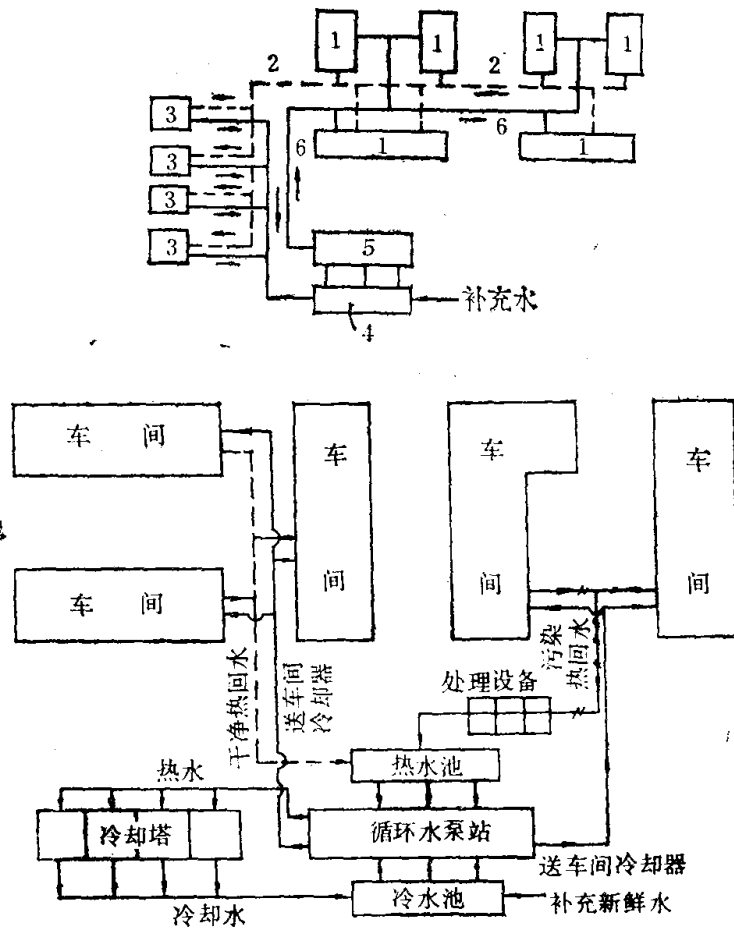 1 1 1 1
2 2
3
6
6
1 1
3
3
3
5
补充水
4
车 间
车 间
车 间
车 间
车 间
污染
热回水
干净热回水
送车间
冷却器
处理设备
热水
热水池
冷却塔
循环水泵站
送车间冷却器
冷却水
冷水池
补充新鲜水